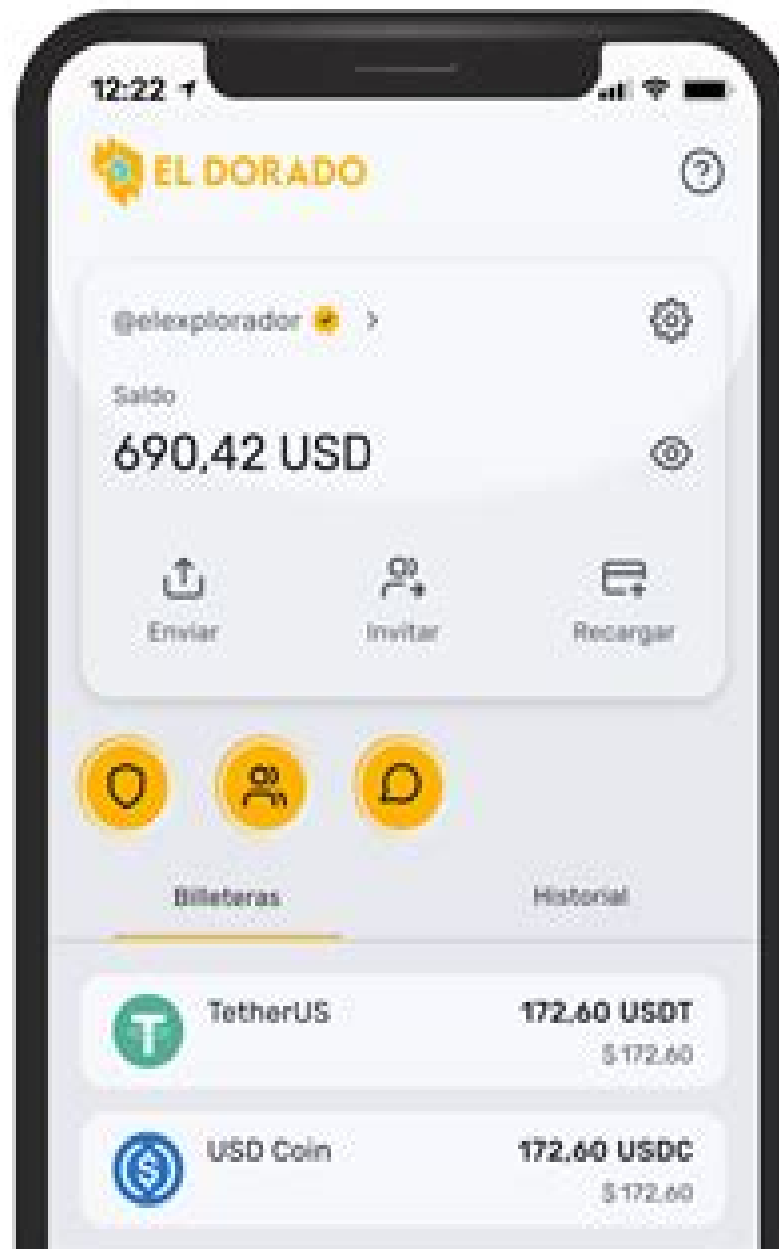 12:22
EL DORADO
@elexplorador
Saldo
690,42 USD
Enviar
Invitar
Recargar
Billeteras
Historial
TetherUS
172,60 USDT
$ 172,60
USD Coin
172,60 USDC
$ 172,60